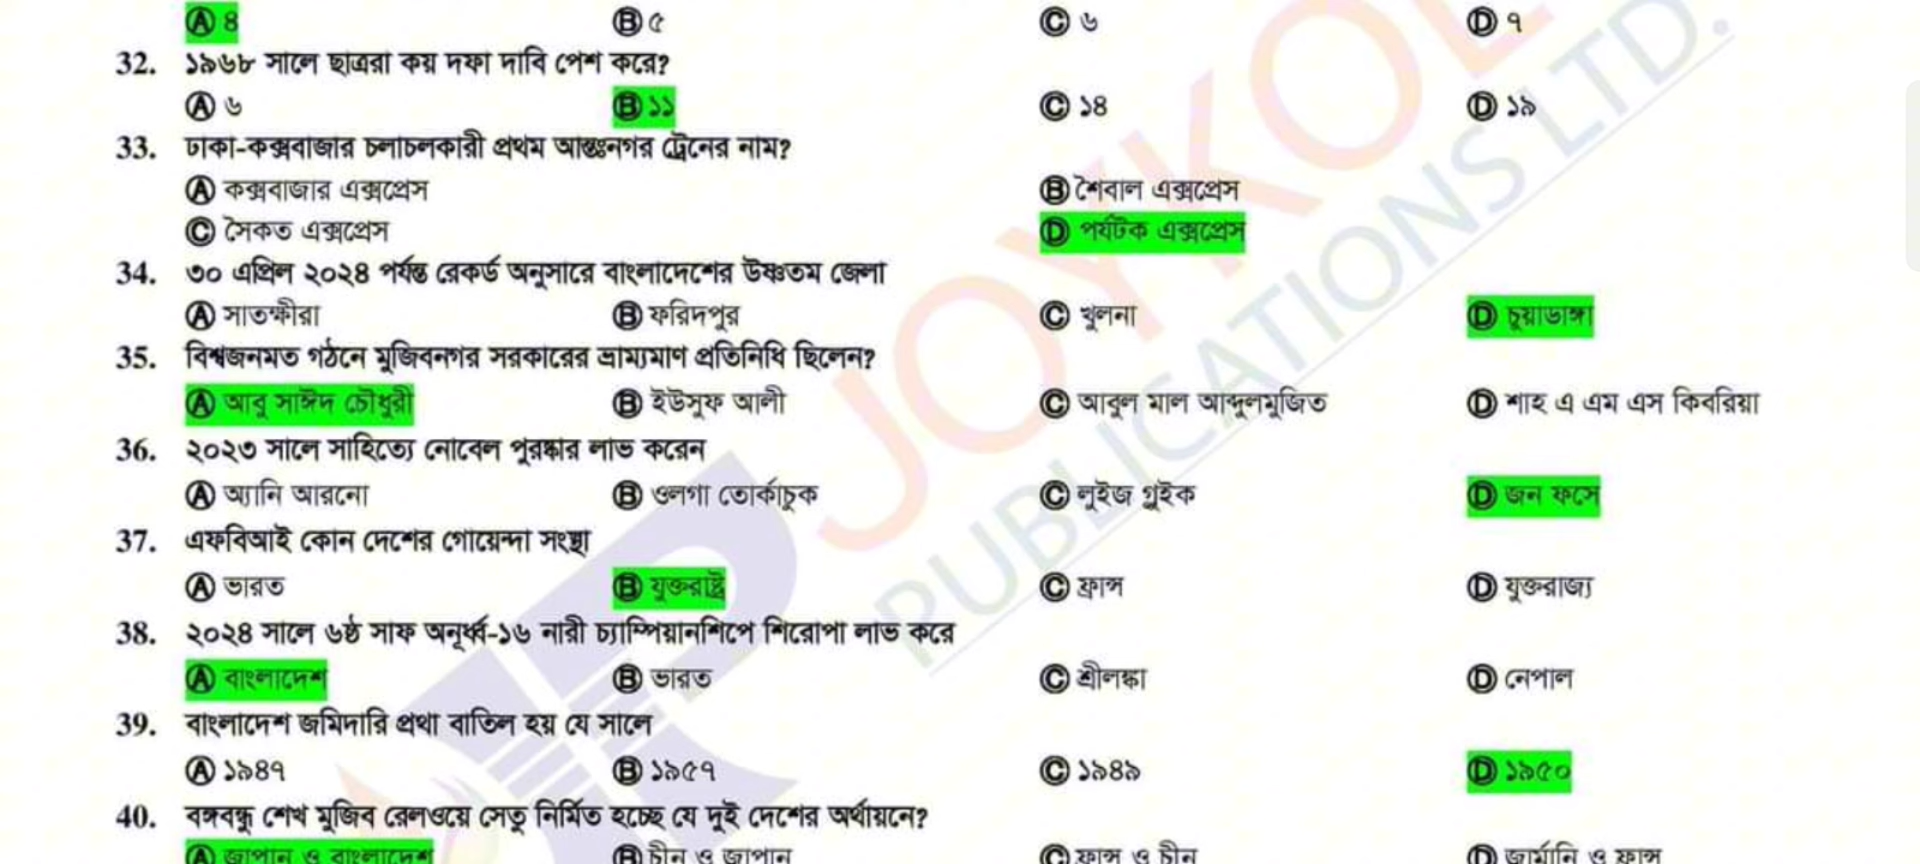 Ⓐ ৪ Ⓑ ৫ Ⓒ ৬ Ⓓ ৭
32. ১৯৬৮ সালে ছাত্ররা কয় দফা দাবি পেশ করে?
Ⓐ ৬ Ⓑ ১১ Ⓒ ১৪ Ⓓ ১৯
33. ঢাকা-কক্সবাজার চলাচলকারী প্রথম আন্তঃনগর ট্রেনের নাম?
Ⓐ কক্সবাজার এক্সপ্রেস Ⓑ শৈবাল এক্সপ্রেস
Ⓒ সৈকত এক্সপ্রেস Ⓓ পর্যটক এক্সপ্রেস
34. ৩০ এপ্রিল ২০২৪ পর্যন্ত রেকর্ড অনুসারে বাংলাদেশের উষ্ণতম জেলা
Ⓐ সাতক্ষীরা Ⓑ ফরিদপুর Ⓒ খুলনা Ⓓ চুয়াডাঙ্গা
35. বিশ্বজনমত গঠনে মুজিবনগর সরকারের ভ্রাম্যমাণ প্রতিনিধি ছিলেন?
Ⓐ আবু সাঈদ চৌধুরী Ⓑ ইউসুফ আলী Ⓒ আবুল মাল আব্দুলমুজিত Ⓓ শাহ এ এম এস কিবরিয়া
36. ২০২৩ সালে সাহিত্যে নোবেল পুরস্কার লাভ করেন
Ⓐ অ্যানি আরনো Ⓑ ওলগা তোর্কাচুক Ⓒ লুইজ গ্লুইক Ⓓ জন ফসে
37. এফবিআই কোন দেশের গোয়েন্দা সংস্থা
Ⓐ ভারত Ⓑ যুক্তরাষ্ট্র Ⓒ ফ্রান্স Ⓓ যুক্তরাজ্য
38. ২০২৪ সালে ৬ষ্ঠ সাফ অনূর্ধ্ব-১৬ নারী চ্যাম্পিয়ানশিপে শিরোপা লাভ করে
Ⓐ বাংলাদেশ Ⓑ ভারত Ⓒ শ্রীলঙ্কা Ⓓ নেপাল
39. বাংলাদেশ জমিদারি প্রথা বাতিল হয় যে সালে
Ⓐ ১৯৪৭ Ⓑ ১৯৫৭ Ⓒ ১৯৪৯ Ⓓ ১৯৫০
40. বঙ্গবন্ধু শেখ মুজিব রেলওয়ে সেতু নির্মিত হচ্ছে যে দুই দেশের অর্থায়নে?
Ⓐ জাপান ও বাংলাদেশ Ⓑ চীন ও জাপান Ⓒ ফ্রান্স ও চীন Ⓓ জার্মানি ও ফ্রান্স
JOYKOL
PUBLICATIONS LTD.